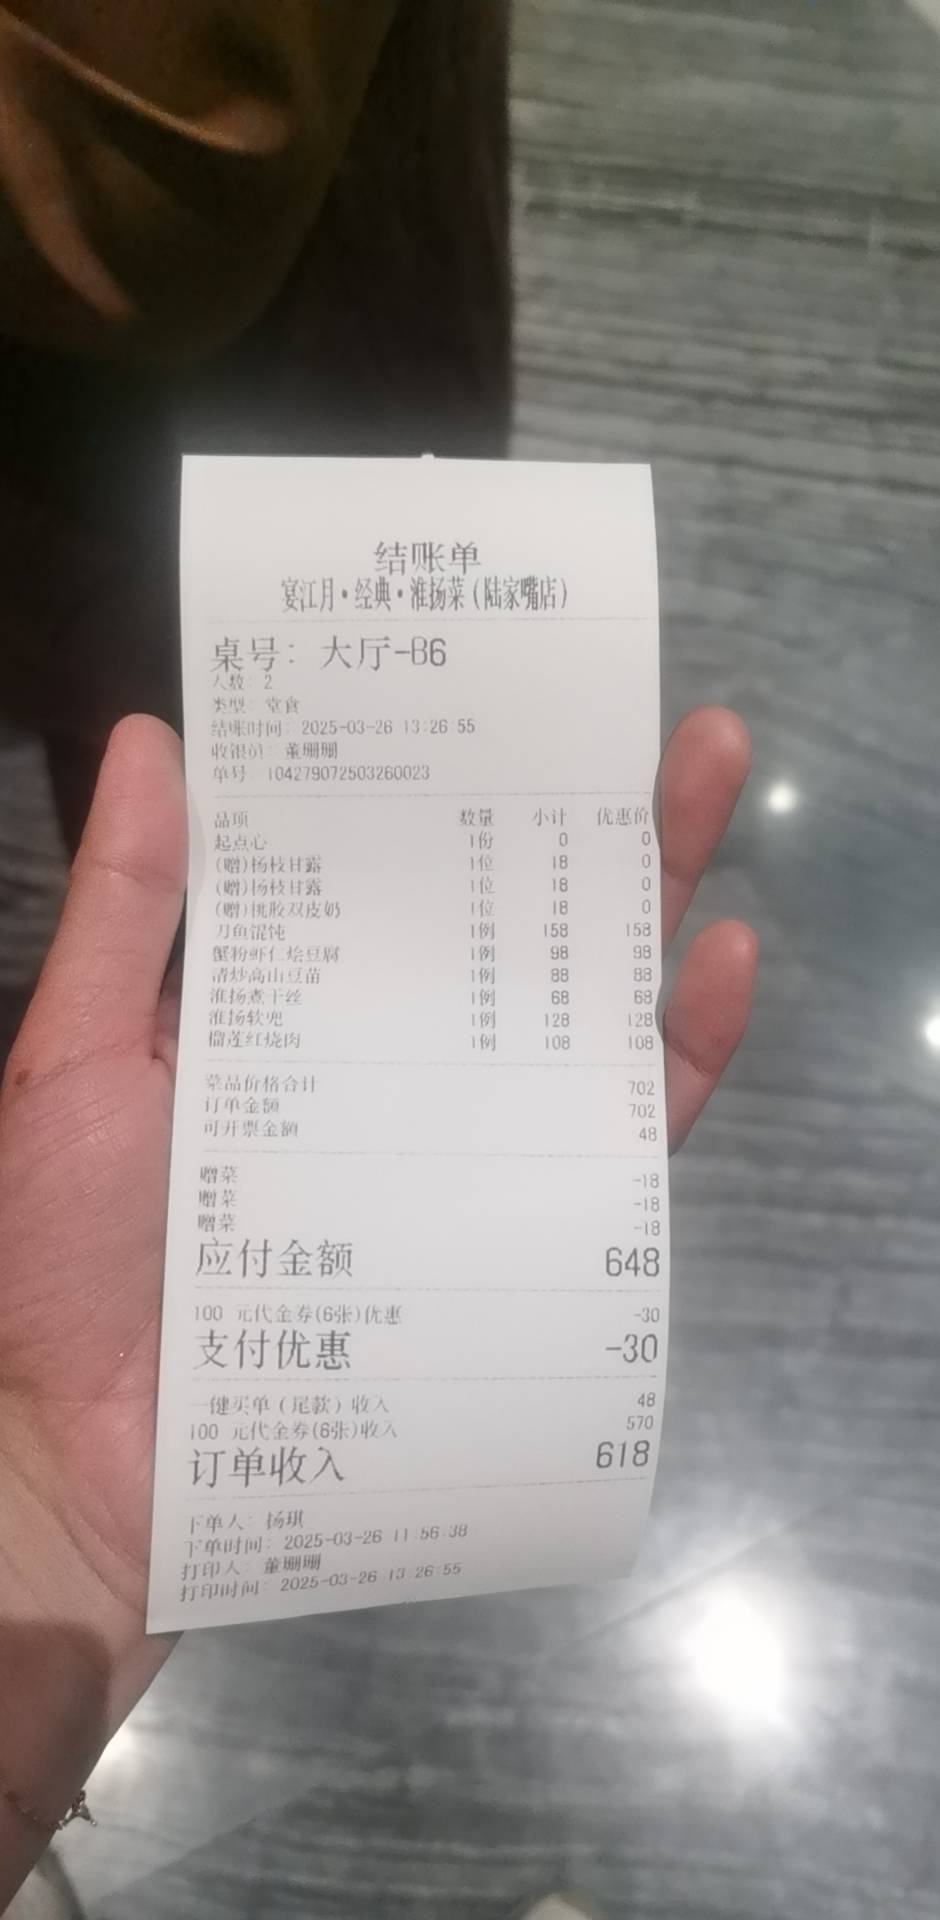 结账单
宴江月·经典·淮扬菜(陆家嘴店)
桌号: 大厅-B6
人数: 2
类型: 堂食
结账时间: 2025-03-26 13:26:55
收银员: 董珊珊
单号: 104279072503260023
品项 数量 小计 优惠价
起点心 1份 0 0
(赠)杨枝甘露 1位 18 0
(赠)杨枝甘露 1位 18 0
(赠)桃胶双皮奶 1位 18 0
刀鱼馄饨 1例 158 158
蟹粉虾仁烩豆腐 1例 98 98
清炒高山豆苗 1例 88 88
淮扬煮干丝 1例 68 68
淮扬软兜 1例 128 128
榴莲红烧肉 1例 108 108
菜品价格合计 702
订单金额 702
可开票金额 48
赠菜 -18
赠菜 -18
赠菜 -18
应付金额 648
100 元代金券(6张)优惠 -30
支付优惠 -30
一键买单(尾款)收入 48
100 元代金券(6张)收入 570
订单收入 618
下单人: 杨琪
下单时间: 2025-03-26 11:56:38
打印人: 董珊珊
打印时间: 2025-03-26 13:26:55